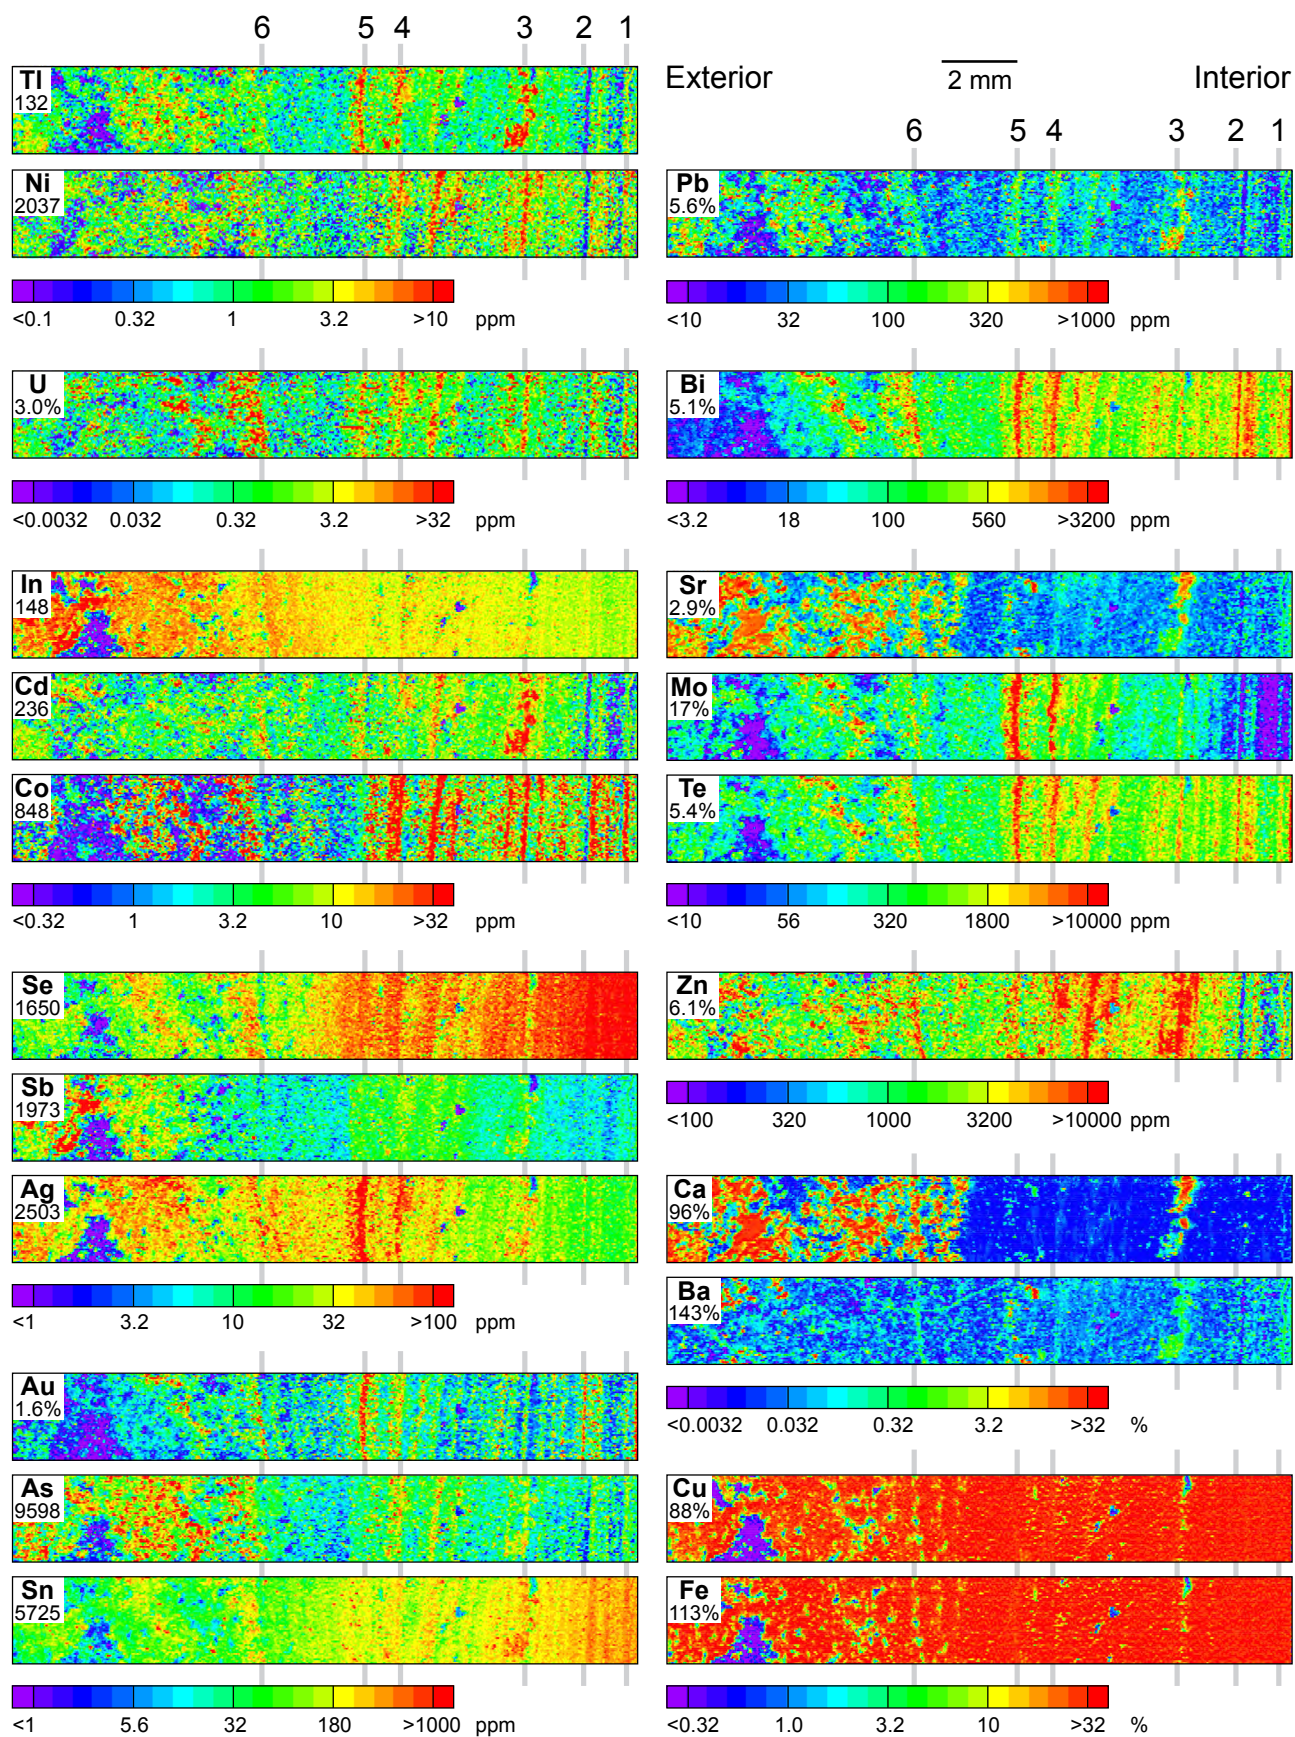 6 5 4 3 2 1
Tl
132
Ni
2037
<0.1 0.32 1 3.2 >10 ppm
U
3.0%
<0.0032 0.032 0.32 3.2 >32 ppm
In
148
Cd
236
Co
848
<0.32 1 3.2 10 >32 ppm
Se
1650
Sb
1973
Ag
2503
<1 3.2 10 32 >100 ppm
Au
1.6%
As
9598
Sn
5725
<1 5.6 32 180 >1000 ppm
Exterior 2 mm Interior
6 5 4 3 2 1
Pb
5.6%
<10 32 100 320 >1000 ppm
Bi
5.1%
<3.2 18 100 560 >3200 ppm
Sr
2.9%
Mo
17%
Te
5.4%
<10 56 320 1800 >10000 ppm
Zn
6.1%
<100 320 1000 3200 >10000 ppm
Ca
96%
Ba
143%
<0.0032 0.032 0.32 3.2 >32 %
Cu
88%
Fe
113%
<0.32 1.0 3.2 10 >32 %